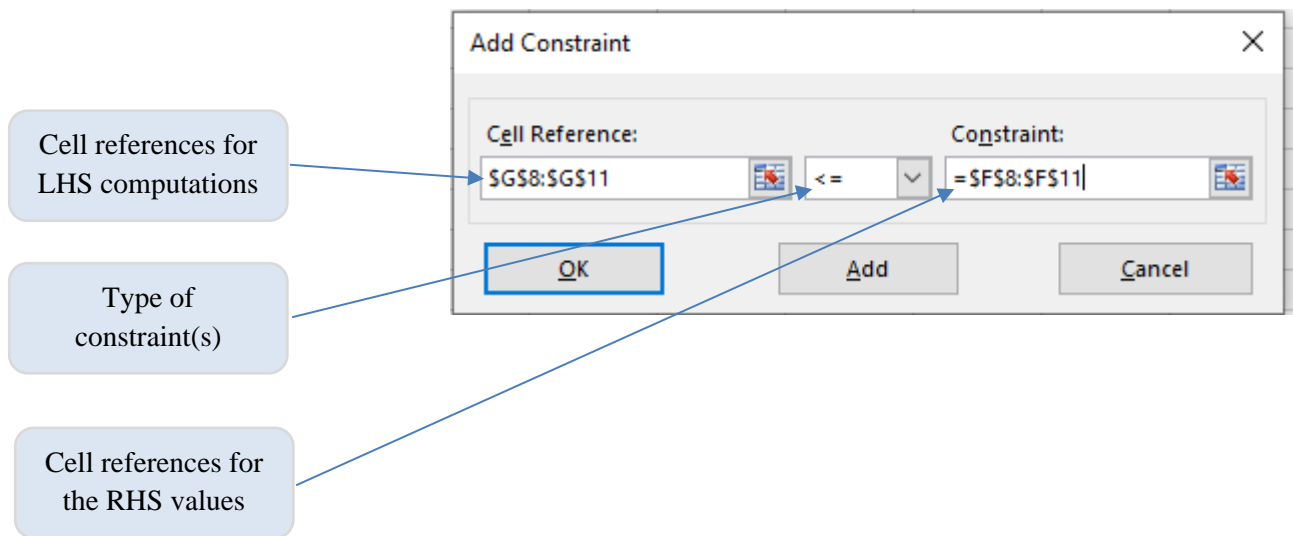 Add Constraint
Cell Reference:
Constraint:
$G$8:$G$11
<=
=$F$8:$F$11
OK
Add
Cancel
Cell references for
LHS computations
Type of
constraint(s)
Cell references for
the RHS values